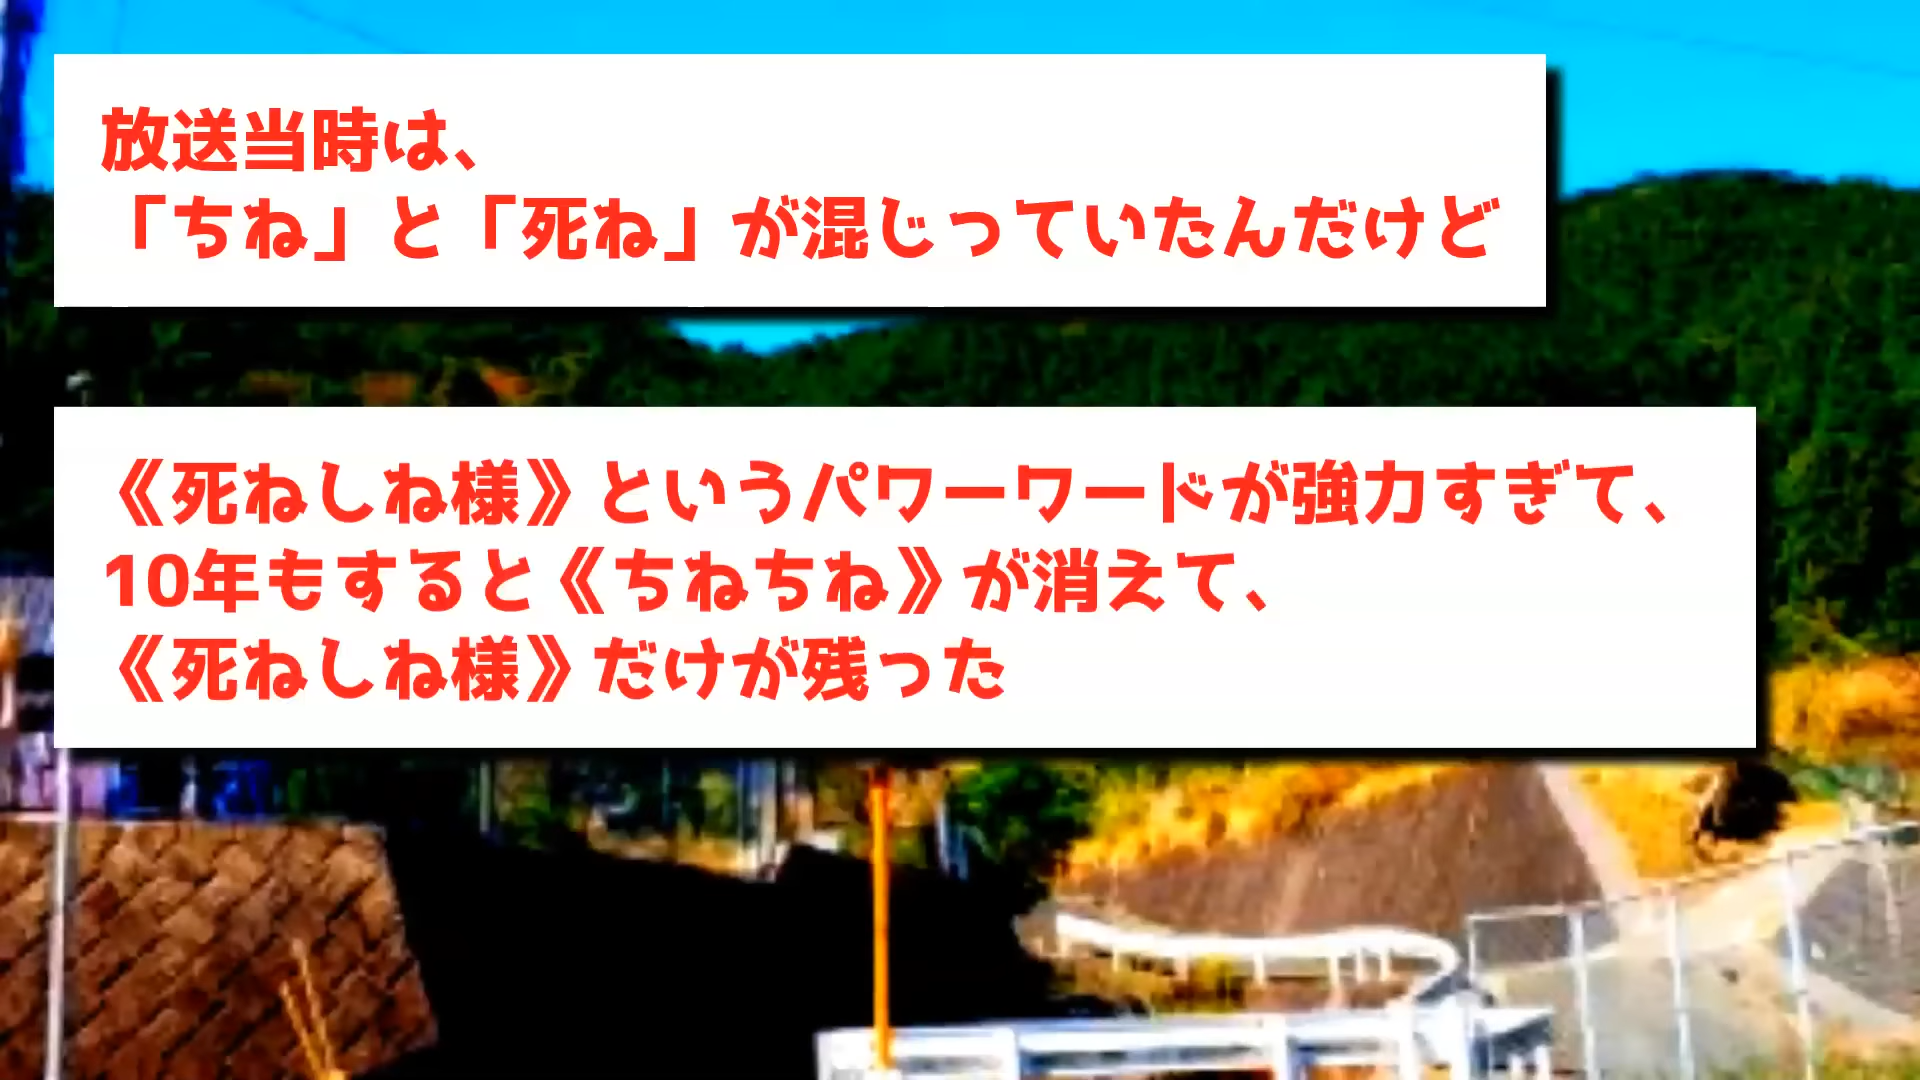 放送当時は、
「ちね」と「死ね」が混じっていたんだけど
《死ねしね様》というパワーワードが強力すぎて、
10年もすると《ちねちね》が消えて、
《死ねしね様》だけが残った